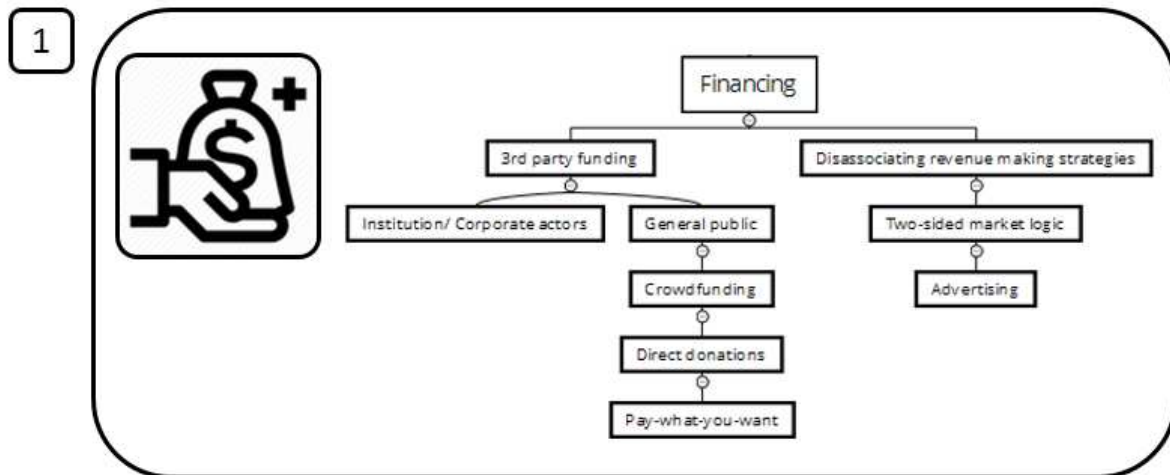 1
$
Financing
3rd party funding
Disassociating revenue making strategies
Institution/ Corporate actors
General public
Two-sided market logic
Crowdfunding
Advertising
Direct donations
Pay-what-you-want